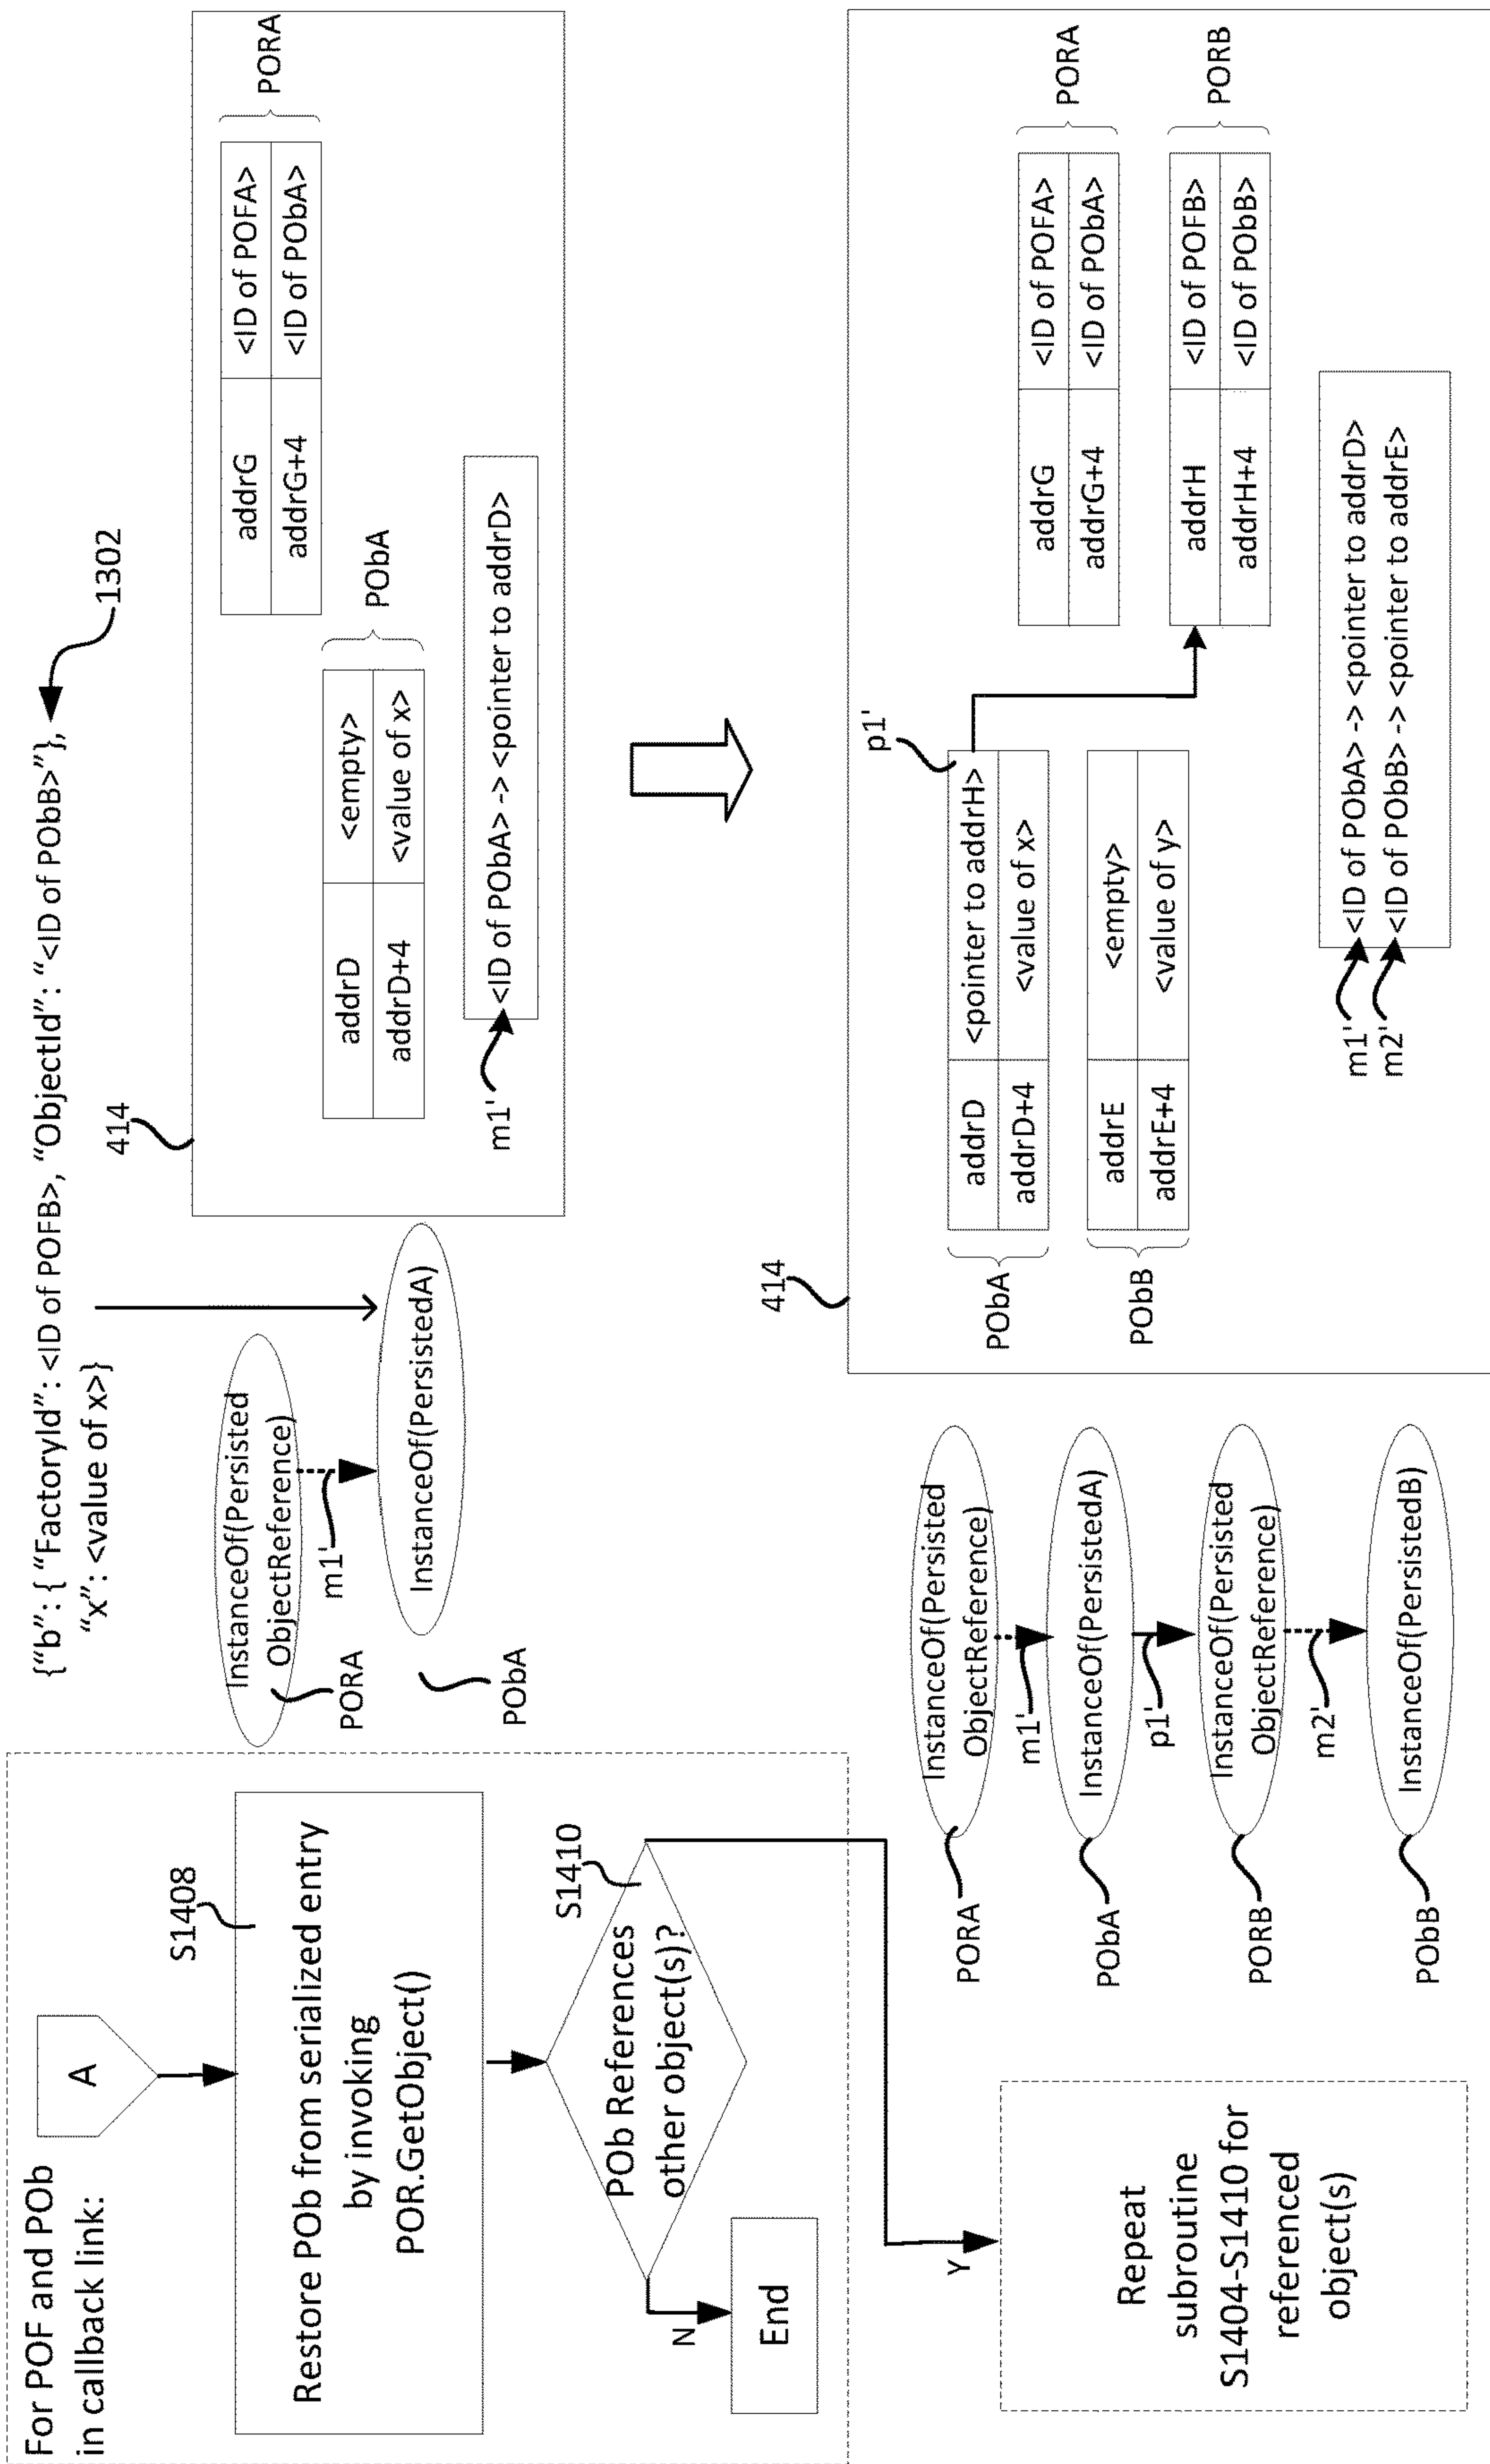 For POF and POb
in callback link:
A
S1408
Restore POb from serialized entry
by invoking
POR.GetObject()
S1410
POb References
other object(s)?
N
End
Y
Repeat
subroutine
S1404-S1410 for
referenced
object(s)
{“b”: { “FactoryId”: <ID of POFB>, “ObjectId”: “<ID of PObB>”},
“x”: <value of x>}
1302
InstanceOf(Persisted
ObjectReference)
PORA
m1'
InstanceOf(PersistedA)
PObA
414
addrG <ID of POFA>
addrG+4 <ID of PObA>
PORA
addrD <empty>
addrD+4 <value of x>
PObA
m1'
<ID of PObA> -> <pointer to addrD>
InstanceOf(Persisted
ObjectReference)
PORA
m1'
InstanceOf(PersistedA)
PObA
p1'
InstanceOf(Persisted
ObjectReference)
PORB
m2'
InstanceOf(PersistedB)
PObB
414
p1'
PObA
addrD <pointer to addrH>
addrD+4 <value of x>
addrG <ID of POFA>
addrG+4 <ID of PObA>
PORA
PObB
addrE <empty>
addrE+4 <value of y>
addrH <ID of POFB>
addrH+4 <ID of PObB>
PORB
m1' <ID of PObA> -> <pointer to addrD>
m2' <ID of PObB> -> <pointer to addrE>